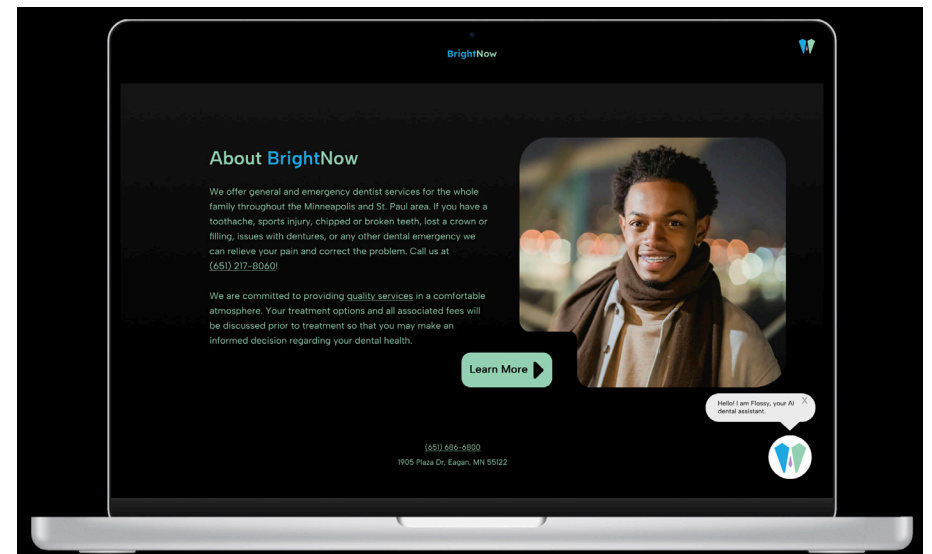 BrightNow
About BrightNow
We offer general and emergency dentist services for the whole
family throughout the Minneapolis and St. Paul area. If you have a
toothache, sports injury, chipped or broken teeth, lost a crown or
filling, issues with dentures, or any other dental emergency we
can relieve your pain and correct the problem. Call us at
(651) 217-8060!
We are committed to providing quality services in a comfortable
atmosphere. Your treatment options and all associated fees will
be discussed prior to treatment so that you may make an
informed decision regarding your dental health.
Learn More
Hello! I am Flossy, your AI
dental assistant.
X
(651) 686-6800
1905 Plaza Dr, Eagan, MN 55122